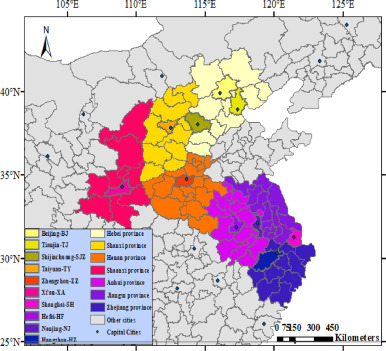 105°E 110°E 115°E 120°E 125°E
N
40°N
35°N
30°N
25°N
Beijing-BJ
Tianjin-TJ
Shijiazhuang-SJZ
Taiyuan-TY
Zhengzhou-ZZ
Xi'an-XA
Shanghai-SH
Hefei-HF
Nanjing-NJ
Hangzhou-HZ
Hebei province
Shanxi province
Henan province
Shaanxi province
Anhui province
Jiangsu province
Zhejiang province
Other cities
Capital Cities
0 75 150 300 450
Kilometers